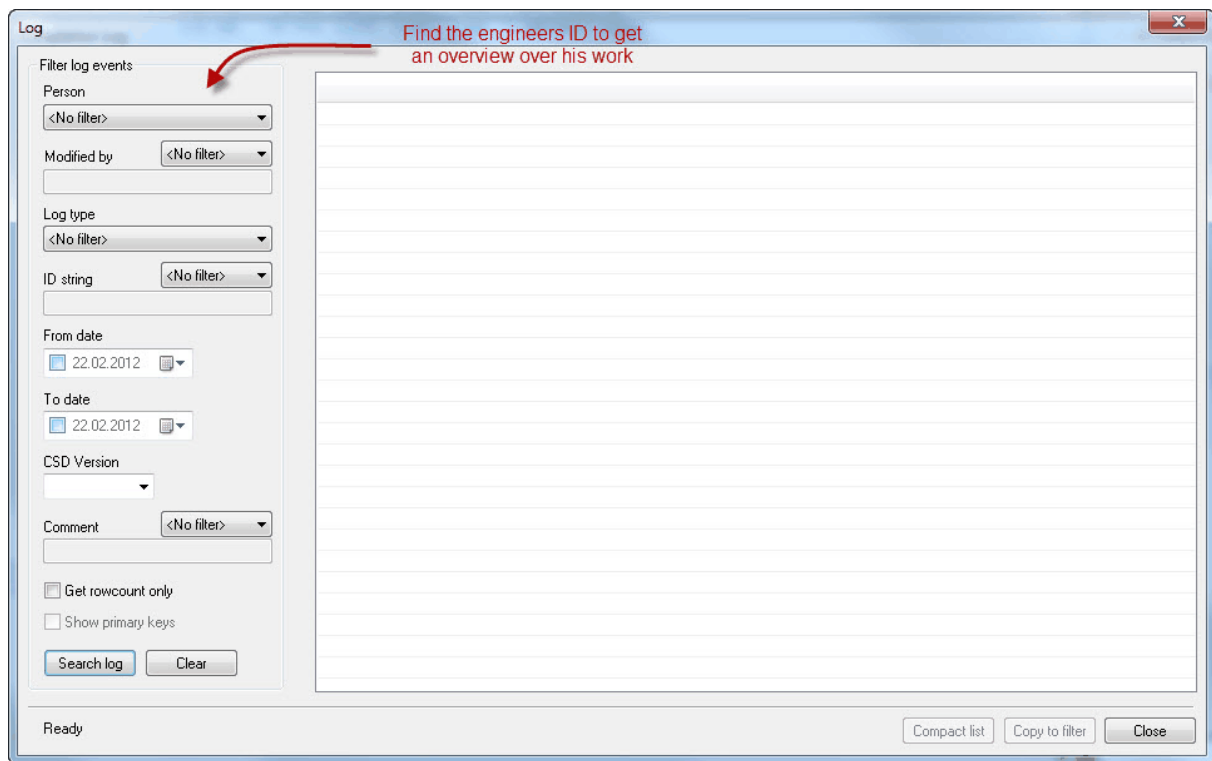 Log
Find the engineers ID to get
an overview over his work
Filter log events
Person
<No filter>
Modified by
<No filter>
Log type
<No filter>
ID string
<No filter>
From date
22.02.2012
To date
22.02.2012
CSD Version
Comment
<No filter>
Get rowcount only
Show primary keys
Search log
Clear
Ready
Compact list
Copy to filter
Close